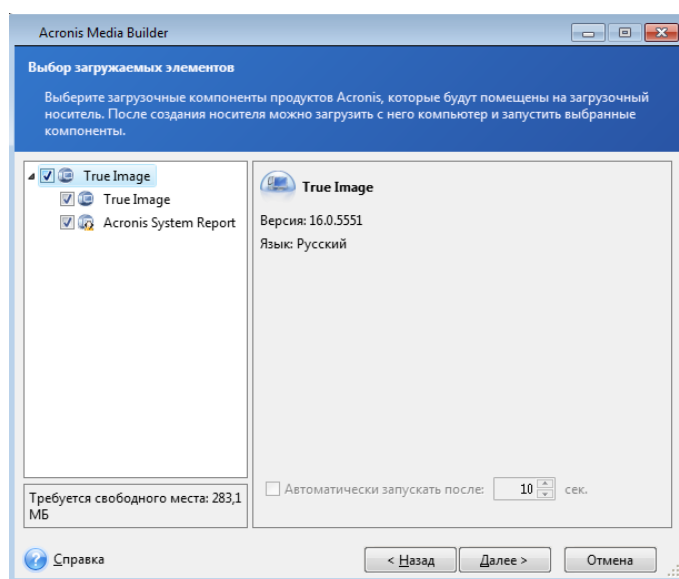 Acronis Media Builder
Выбор загружаемых элементов
Выберите загрузочные компоненты продуктов Acronis, которые будут помещены на загрузочный
носитель. После создания носителя можно загрузить с него компьютер и запустить выбранные
компоненты.
True Image
True Image
Acronis System Report
Требуется свободного места: 283,1
МБ
True Image
Версия: 16.0.5551
Язык: Русский
Автоматически запускать после: 10 сек.
Справка
< Назад
Далее >
Отмена